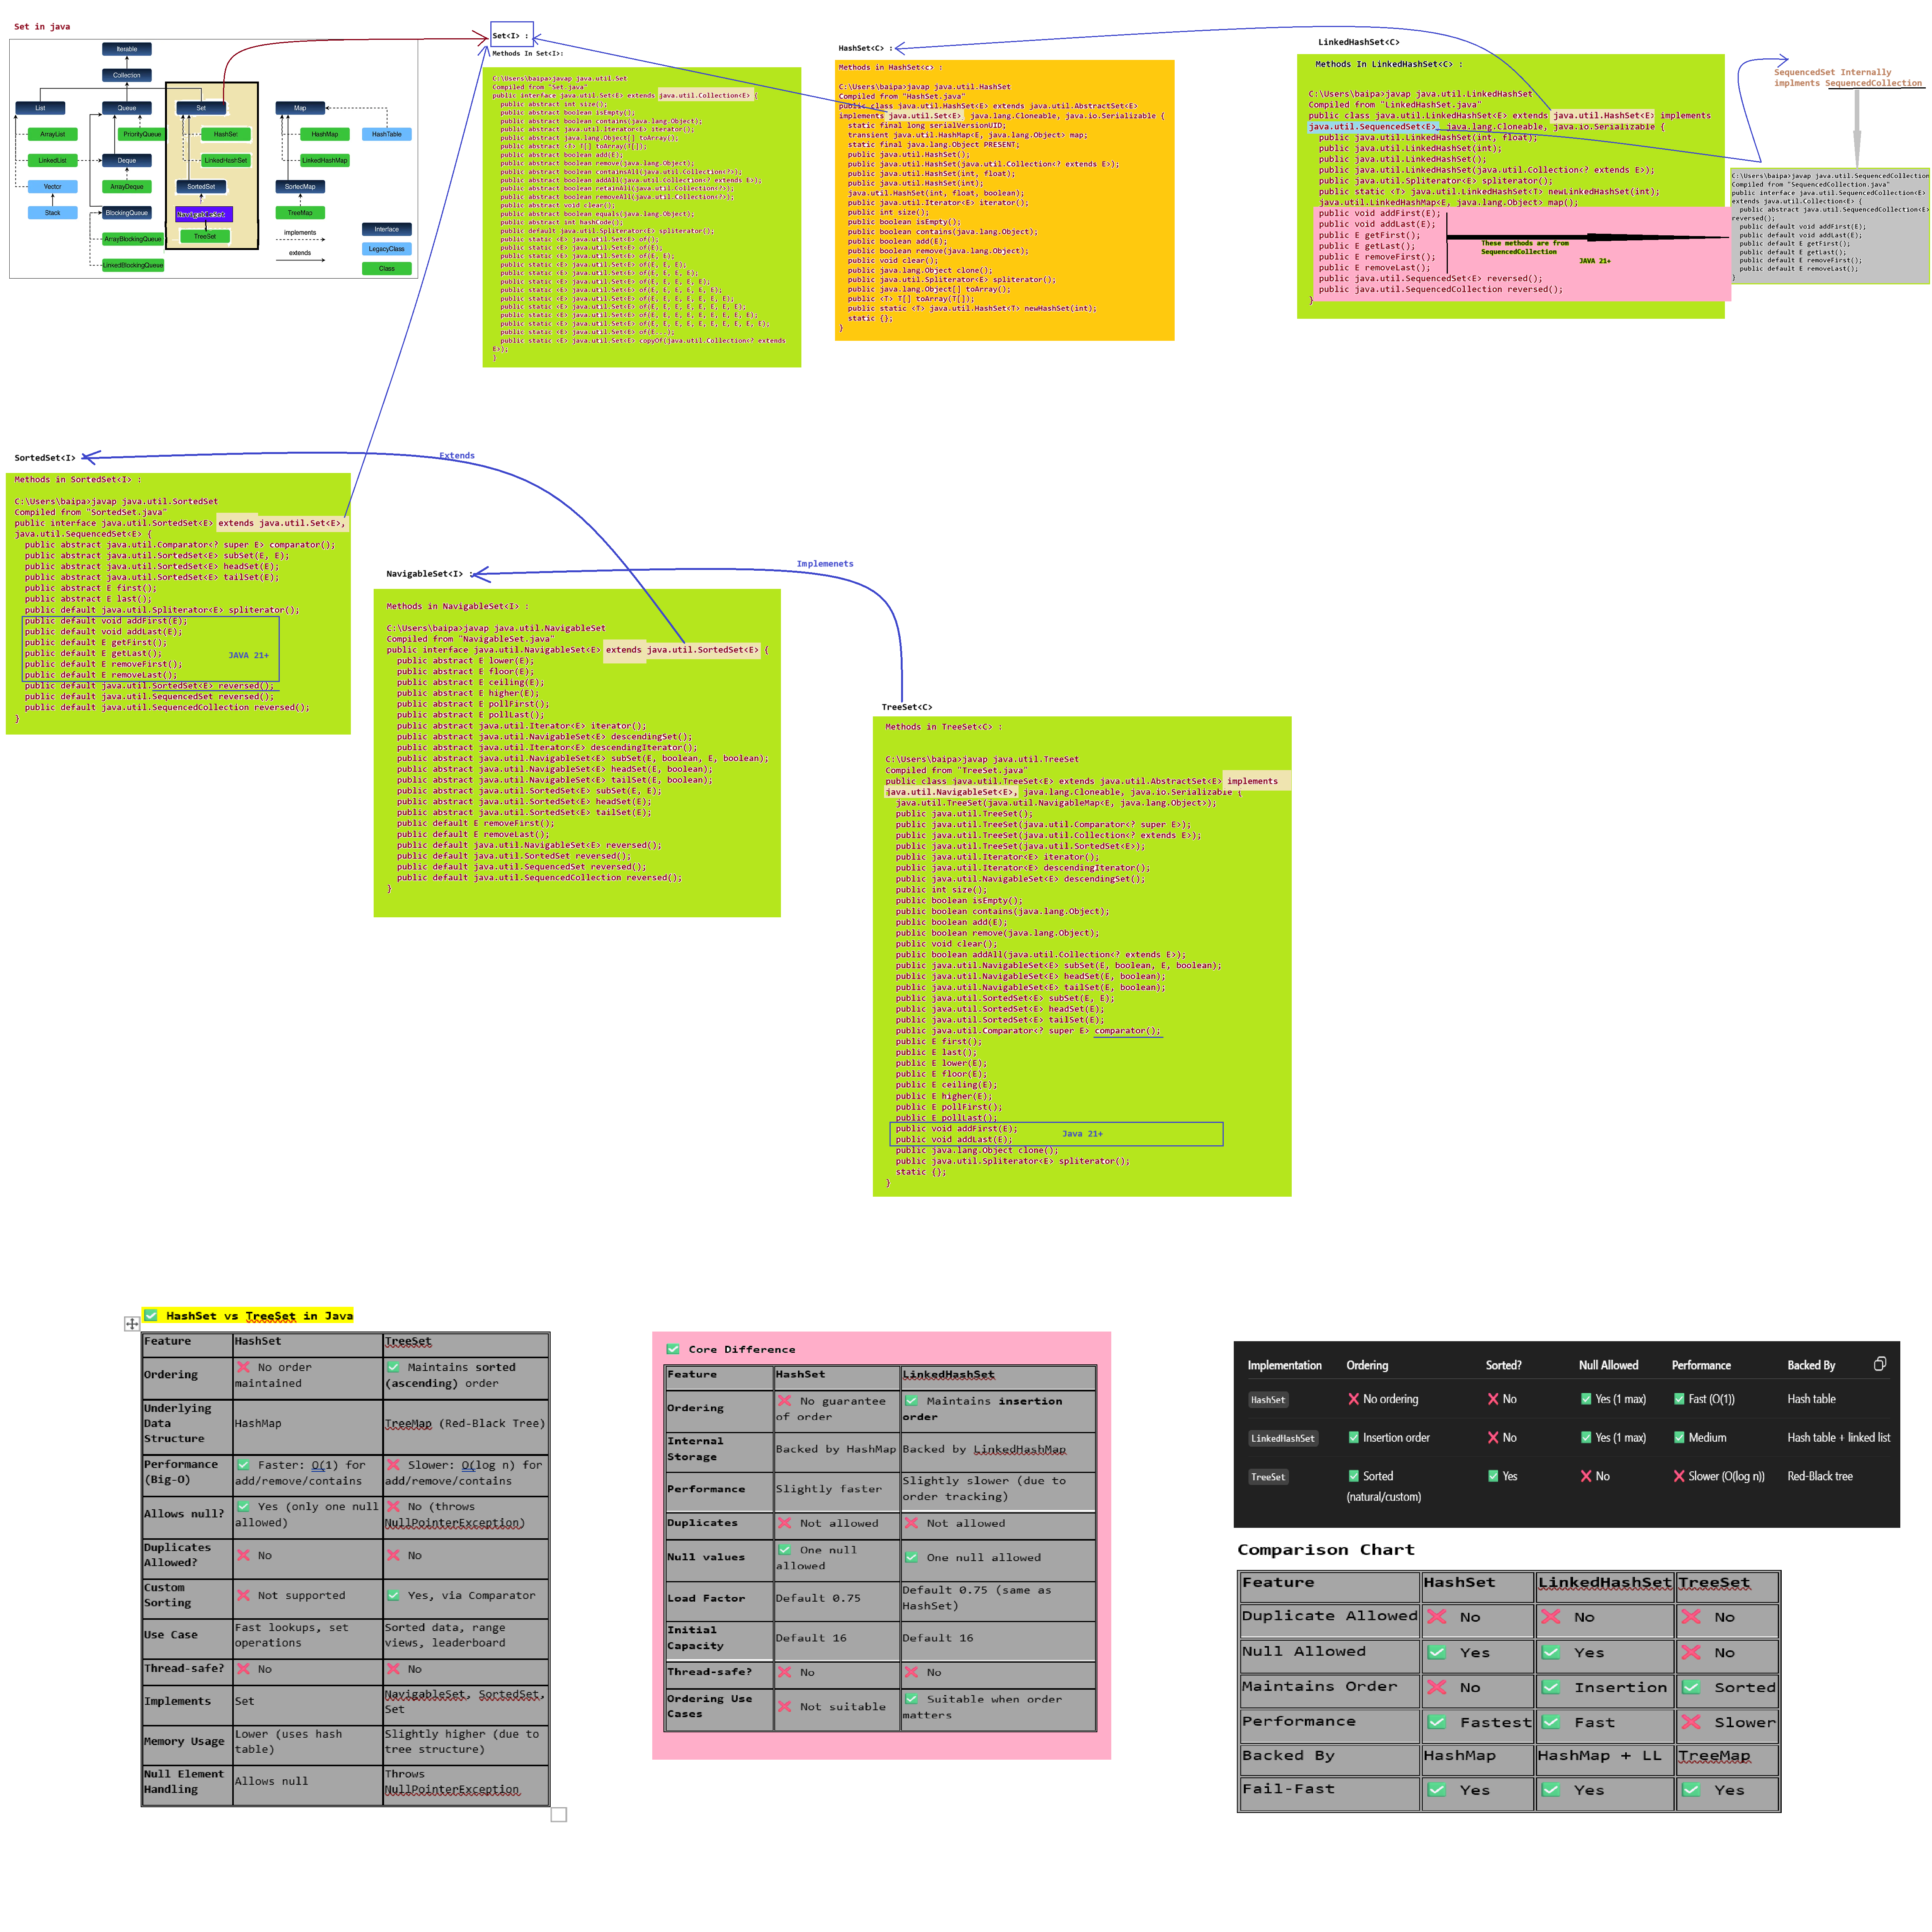 Set in java
Iterable
Collection
List
Queue
Set
Map
ArrayList
PriorityQueue
HashSet
HashMap
HashTable
LinkedList
Deque
LinkedHashSet
LinkedHashMap
Vector
ArrayDeque
SortedSet
SortecMap
Stack
BlockingQueue
NavigableSet
TreeMap
ArrayBlockingQueue
TreeSet
LinkedBlockingQueue
implements
extends
Interface
LegacyClass
Class
Set<I> :
Methods In Set<I>:
C:\Users\baipa>javap java.util.Set
Compiled from "Set.java"
public interface java.util.Set<E> extends java.util.Collection<E> {
public abstract int size();
public abstract boolean isEmpty();
public abstract boolean contains(java.lang.Object);
public abstract java.util.Iterator<E> iterator();
public abstract java.lang.Object[] toArray();
public abstract <T> T[] toArray(T[]);
public abstract boolean add(E);
public abstract boolean remove(java.lang.Object);
public abstract boolean containsAll(java.util.Collection<?>);
public abstract boolean addAll(java.util.Collection<? extends E>);
public abstract boolean retainAll(java.util.Collection<?>);
public abstract boolean removeAll(java.util.Collection<?>);
public abstract void clear();
public abstract boolean equals(java.lang.Object);
public abstract int hashCode();
public default java.util.Spliterator<E> spliterator();
public static <E> java.util.Set<E> of();
public static <E> java.util.Set<E> of(E);
public static <E> java.util.Set<E> of(E, E);
public static <E> java.util.Set<E> of(E, E, E);
public static <E> java.util.Set<E> of(E, E, E, E);
public static <E> java.util.Set<E> of(E, E, E, E, E);
public static <E> java.util.Set<E> of(E, E, E, E, E, E);
public static <E> java.util.Set<E> of(E, E, E, E, E, E, E);
public static <E> java.util.Set<E> of(E, E, E, E, E, E, E, E);
public static <E> java.util.Set<E> of(E, E, E, E, E, E, E, E, E);
public static <E> java.util.Set<E> of(E, E, E, E, E, E, E, E, E, E);
public static <E> java.util.Set<E> of(E...);
public static <E> java.util.Set<E> copyOf(java.util.Collection<? extends
E>);
}
HashSet<C> :
Methods in HashSet<c> :
C:\Users\baipa>javap java.util.HashSet
Compiled from "HashSet.java"
public class java.util.HashSet<E> extends java.util.AbstractSet<E>
implements java.util.Set<E>, java.lang.Cloneable, java.io.Serializable {
static final long serialVersionUID;
transient java.util.HashMap<E, java.lang.Object> map;
static final java.lang.Object PRESENT;
public java.util.HashSet();
public java.util.HashSet(java.util.Collection<? extends E>);
public java.util.HashSet(int, float);
public java.util.HashSet(int);
java.util.HashSet(int, float, boolean);
public java.util.Iterator<E> iterator();
public int size();
public boolean isEmpty();
public boolean contains(java.lang.Object);
public boolean add(E);
public boolean remove(java.lang.Object);
public void clear();
public java.lang.Object clone();
public java.util.Spliterator<E> spliterator();
public java.lang.Object[] toArray();
public <T> T[] toArray(T[]);
public static <T> java.util.HashSet<T> newHashSet(int);
static {};
}
LinkedHashSet<C>
Methods In LinkedHashSet<C> :
C:\Users\baipa>javap java.util.LinkedHashSet
Compiled from "LinkedHashSet.java"
public class java.util.LinkedHashSet<E> extends java.util.HashSet<E> implements
java.util.SequencedSet<E>, java.lang.Cloneable, java.io.Serializable {
public java.util.LinkedHashSet(int, float);
public java.util.LinkedHashSet(int);
public java.util.LinkedHashSet();
public java.util.LinkedHashSet(java.util.Collection<? extends E>);
public java.util.Spliterator<E> spliterator();
public static <T> java.util.LinkedHashSet<T> newLinkedHashSet(int);
java.util.LinkedHashMap<E, java.lang.Object> map();
public void addFirst(E);
public void addLast(E);
public E getFirst();
public E getLast();
public E removeFirst();
public E removeLast();
public java.util.SequencedSet<E> reversed();
public java.util.SequencedCollection reversed();
}
These methods are from
SequencedCollection
JAVA 21+
SequencedSet Internally
implments SequencedCollection
C:\Users\baipa>javap java.util.SequencedCollection
Compiled from "SequencedCollection.java"
public interface java.util.SequencedCollection<E>
extends java.util.Collection<E> {
public abstract java.util.SequencedCollection<E>
reversed();
public default void addFirst(E);
public default void addLast(E);
public default E getFirst();
public default E getLast();
public default E removeFirst();
public default E removeLast();
}
SortedSet<I>
Extends
Methods in SortedSet<I> :
C:\Users\baipa>javap java.util.SortedSet
Compiled from "SortedSet.java"
public interface java.util.SortedSet<E> extends java.util.Set<E>,
java.util.SequencedSet<E> {
public abstract java.util.Comparator<? super E> comparator();
public abstract java.util.SortedSet<E> subSet(E, E);
public abstract java.util.SortedSet<E> headSet(E);
public abstract java.util.SortedSet<E> tailSet(E);
public abstract E first();
public abstract E last();
public default java.util.Spliterator<E> spliterator();
public default void addFirst(E);
public default void addLast(E);
public default E getFirst();
public default E getLast();
public default E removeFirst();
public default E removeLast();
JAVA 21+
public default java.util.SortedSet<E> reversed();
public default java.util.SequencedSet reversed();
public default java.util.SequencedCollection reversed();
}
NavigableSet<I> :
Implemenets
Methods in NavigableSet<I> :
C:\Users\baipa>javap java.util.NavigableSet
Compiled from "NavigableSet.java"
public interface java.util.NavigableSet<E> extends java.util.SortedSet<E> {
public abstract E lower(E);
public abstract E floor(E);
public abstract E ceiling(E);
public abstract E higher(E);
public abstract E pollFirst();
public abstract E pollLast();
public abstract java.util.Iterator<E> iterator();
public abstract java.util.NavigableSet<E> descendingSet();
public abstract java.util.Iterator<E> descendingIterator();
public abstract java.util.NavigableSet<E> subSet(E, boolean, E, boolean);
public abstract java.util.NavigableSet<E> headSet(E, boolean);
public abstract java.util.NavigableSet<E> tailSet(E, boolean);
public abstract java.util.SortedSet<E> subSet(E, E);
public abstract java.util.SortedSet<E> headSet(E);
public abstract java.util.SortedSet<E> tailSet(E);
public default E removeFirst();
public default E removeLast();
public default java.util.NavigableSet<E> reversed();
public default java.util.SortedSet reversed();
public default java.util.SequencedSet reversed();
public default java.util.SequencedCollection reversed();
}
TreeSet<C>
Methods in TreeSet<C> :
C:\Users\baipa>javap java.util.TreeSet
Compiled from "TreeSet.java"
public class java.util.TreeSet<E> extends java.util.AbstractSet<E> implements
java.util.NavigableSet<E>, java.lang.Cloneable, java.io.Serializable {
java.util.TreeSet(java.util.NavigableMap<E, java.lang.Object>);
public java.util.TreeSet();
public java.util.TreeSet(java.util.Comparator<? super E>);
public java.util.TreeSet(java.util.Collection<? extends E>);
public java.util.TreeSet(java.util.SortedSet<E>);
public java.util.Iterator<E> iterator();
public java.util.Iterator<E> descendingIterator();
public java.util.NavigableSet<E> descendingSet();
public int size();
public boolean isEmpty();
public boolean contains(java.lang.Object);
public boolean add(E);
public boolean remove(java.lang.Object);
public void clear();
public boolean addAll(java.util.Collection<? extends E>);
public java.util.NavigableSet<E> subSet(E, boolean, E, boolean);
public java.util.NavigableSet<E> headSet(E, boolean);
public java.util.NavigableSet<E> tailSet(E, boolean);
public java.util.SortedSet<E> subSet(E, E);
public java.util.SortedSet<E> headSet(E);
public java.util.SortedSet<E> tailSet(E);
public java.util.Comparator<? super E> comparator();
public E first();
public E last();
public E lower(E);
public E floor(E);
public E ceiling(E);
public E higher(E);
public E pollFirst();
public E pollLast();
public void addFirst(E);
public void addLast(E);
Java 21+
public java.lang.Object clone();
public java.util.Spliterator<E> spliterator();
static {};
}
✅ HashSet vs TreeSet in Java
Feature HashSet TreeSet
Ordering ❌ No order maintained ✅ Maintains sorted (ascending) order
Underlying Data Structure HashMap TreeMap (Red-Black Tree)
Performance (Big-O) ✅ Faster: O(1) for add/remove/contains ❌ Slower: O(log n) for add/remove/contains
Allows null? ✅ Yes (only one null allowed) ❌ No (throws NullPointerException)
Duplicates Allowed? ❌ No ❌ No
Custom Sorting ❌ Not supported ✅ Yes, via Comparator
Use Case Fast lookups, set operations Sorted data, range views, leaderboard
Thread-safe? ❌ No ❌ No
Implements Set NavigableSet, SortedSet, Set
Memory Usage Lower (uses hash table) Slightly higher (due to tree structure)
Null Element Handling Allows null Throws NullPointerException
✅ Core Difference
Feature HashSet LinkedHashSet
Ordering ❌ No guarantee of order ✅ Maintains insertion order
Internal Storage Backed by HashMap Backed by LinkedHashMap
Performance Slightly faster Slightly slower (due to order tracking)
Duplicates ❌ Not allowed ❌ Not allowed
Null values ✅ One null allowed ✅ One null allowed
Load Factor Default 0.75 Default 0.75 (same as HashSet)
Initial Capacity Default 16 Default 16
Thread-safe? ❌ No ❌ No
Ordering Use Cases ❌ Not suitable ✅ Suitable when order matters
Implementation Ordering Sorted? Null Allowed Performance Backed By
HashSet ❌ No ordering ❌ No ✅ Yes (1 max) ✅ Fast (O(1)) Hash table
LinkedHashSet ✅ Insertion order ❌ No ✅ Yes (1 max) ✅ Medium Hash table + linked list
TreeSet ✅ Sorted (natural/custom) ✅ Yes ❌ No ❌ Slower (O(log n)) Red-Black tree
Comparison Chart
Feature HashSet LinkedHashSet TreeSet
Duplicate Allowed ❌ No ❌ No ❌ No
Null Allowed ✅ Yes ✅ Yes ❌ No
Maintains Order ❌ No ✅ Insertion ✅ Sorted
Performance ✅ Fastest ✅ Fast ❌ Slower
Backed By HashMap HashMap + LL TreeMap
Fail-Fast ✅ Yes ✅ Yes ✅ Yes